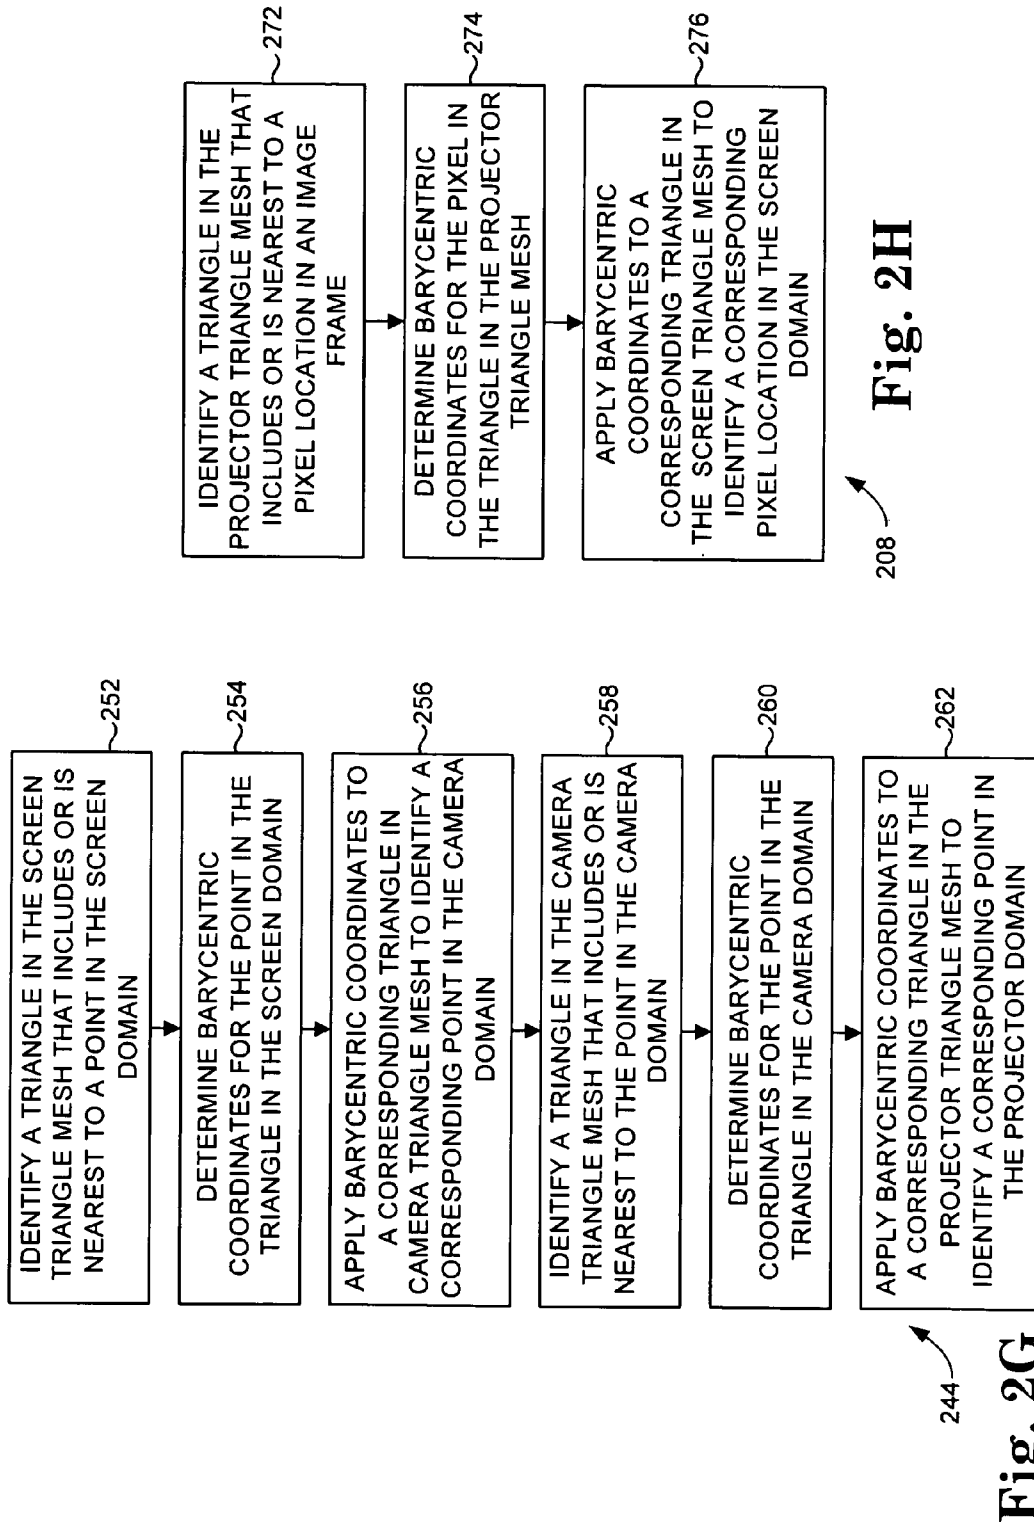 IDENTIFY A TRIANGLE IN THE SCREEN
TRIANGLE MESH THAT INCLUDES OR IS
NEAREST TO A POINT IN THE SCREEN
DOMAIN
252
DETERMINE BARYCENTRIC
COORDINATES FOR THE POINT IN THE
TRIANGLE IN THE SCREEN DOMAIN
254
APPLY BARYCENTRIC COORDINATES TO
A CORRESPONDING TRIANGLE IN
CAMERA TRIANGLE MESH TO IDENTIFY A
CORRESPONDING POINT IN THE CAMERA
DOMAIN
256
IDENTIFY A TRIANGLE IN THE CAMERA
TRIANGLE MESH THAT INCLUDES OR IS
NEAREST TO THE POINT IN THE CAMERA
DOMAIN
258
DETERMINE BARYCENTRIC
COORDINATES FOR THE POINT IN THE
TRIANGLE IN THE CAMERA DOMAIN
260
APPLY BARYCENTRIC COORDINATES TO
A CORRESPONDING TRIANGLE IN THE
PROJECTOR TRIANGLE MESH TO
IDENTIFY A CORRESPONDING POINT IN
THE PROJECTOR DOMAIN
262
244
Fig. 2G
IDENTIFY A TRIANGLE IN THE
PROJECTOR TRIANGLE MESH THAT
INCLUDES OR IS NEAREST TO A
PIXEL LOCATION IN AN IMAGE
FRAME
272
DETERMINE BARYCENTRIC
COORDINATES FOR THE PIXEL IN
THE TRIANGLE IN THE PROJECTOR
TRIANGLE MESH
274
APPLY BARYCENTRIC
COORDINATES TO A
CORRESPONDING TRIANGLE IN
THE SCREEN TRIANGLE MESH TO
IDENTIFY A CORRESPONDING
PIXEL LOCATION IN THE SCREEN
DOMAIN
276
208
Fig. 2H